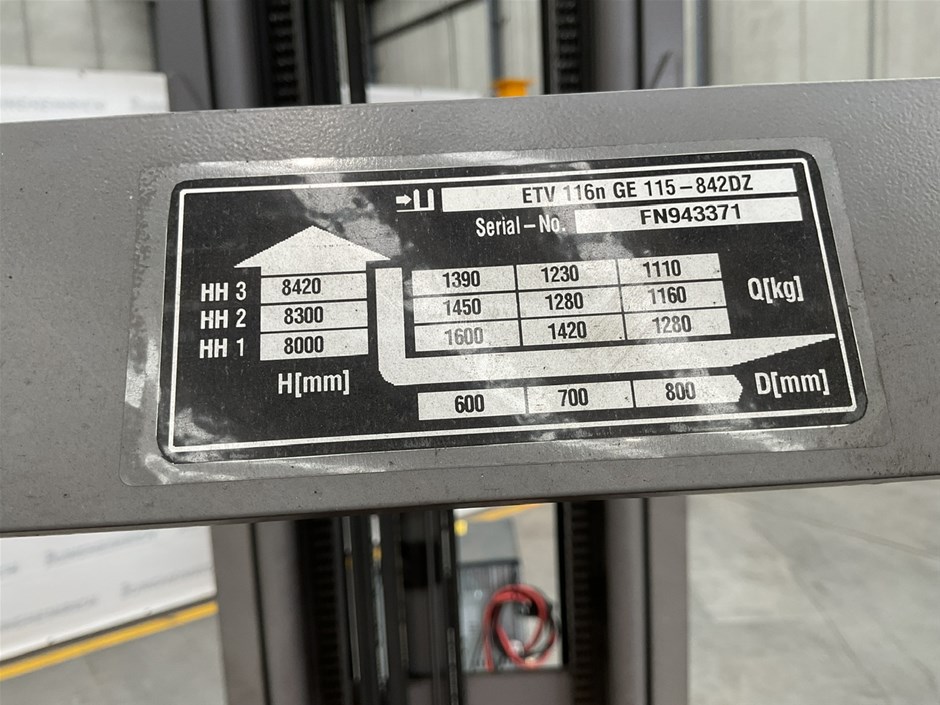 ETV 116n GE 115-842DZ
Serial-No. FN943371
HH 3 8420 1390 1230 1110 Q[kg]
HH 2 8300 1450 1280 1160
HH 1 8000 1600 1420 1280
H[mm] 600 700 800 D[mm]